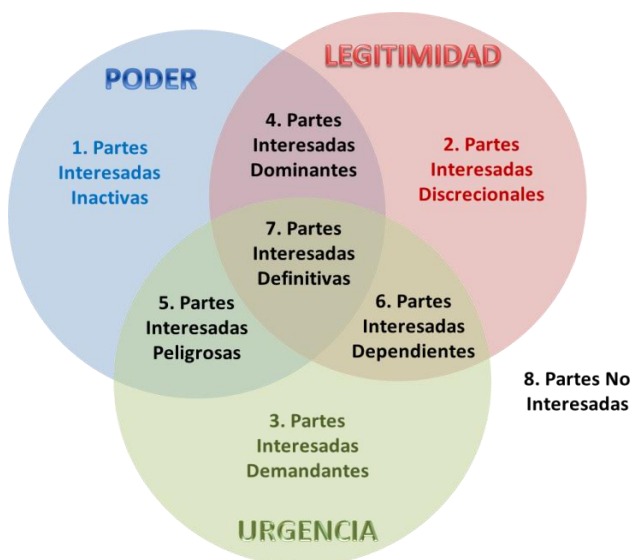 LEGITIMIDAD
PODER
4. Partes
Interesadas
Dominantes
1. Partes
Interesadas
Inactivas
2. Partes
Interesadas
Discrecionales
7. Partes
Interesadas
Definitivas
5. Partes
Interesadas
Peligrosas
6. Partes
Interesadas
Dependientes
8. Partes No
Interesadas
3. Partes
Interesadas
Demandantes
URGENCIA